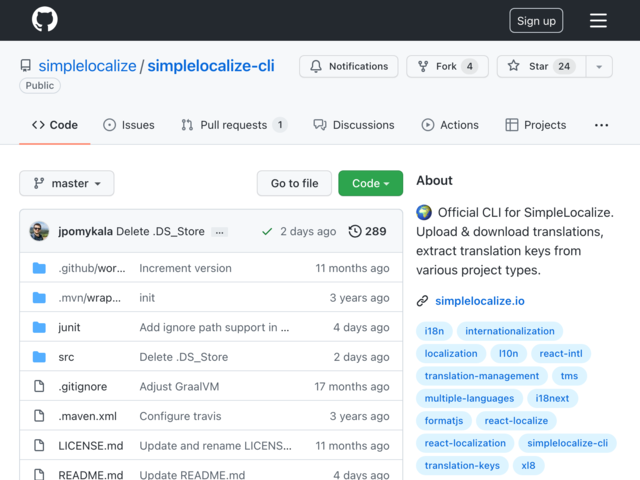 Sign up
simplelocalize / simplelocalize-cli
Public
Notifications
Fork 4
Star 24
Code
Issues
Pull requests 1
Discussions
Actions
Projects
master
Go to file
Code
jpomykala Delete .DS_Store ... 2 days ago 289
.github/wor... Increment version 11 months ago
.mvn/wrap... init 3 years ago
junit Add ignore path support in ... 4 days ago
src Delete .DS_Store 2 days ago
.gitignore Adjust GraalVM 17 months ago
.maven.xml Configure travis 3 years ago
LICENSE.md Update and rename LICENS... 11 months ago
README.md Update README.md 4 days ago
About
Official CLI for SimpleLocalize.
Upload & download translations,
extract translation keys from
various project types.
simplelocalize.io
i18n internationalization
localization l10n react-intl
translation-management tms
multiple-languages i18next
formatjs react-localize
react-localization simplelocalize-cli
translation-keys xl8